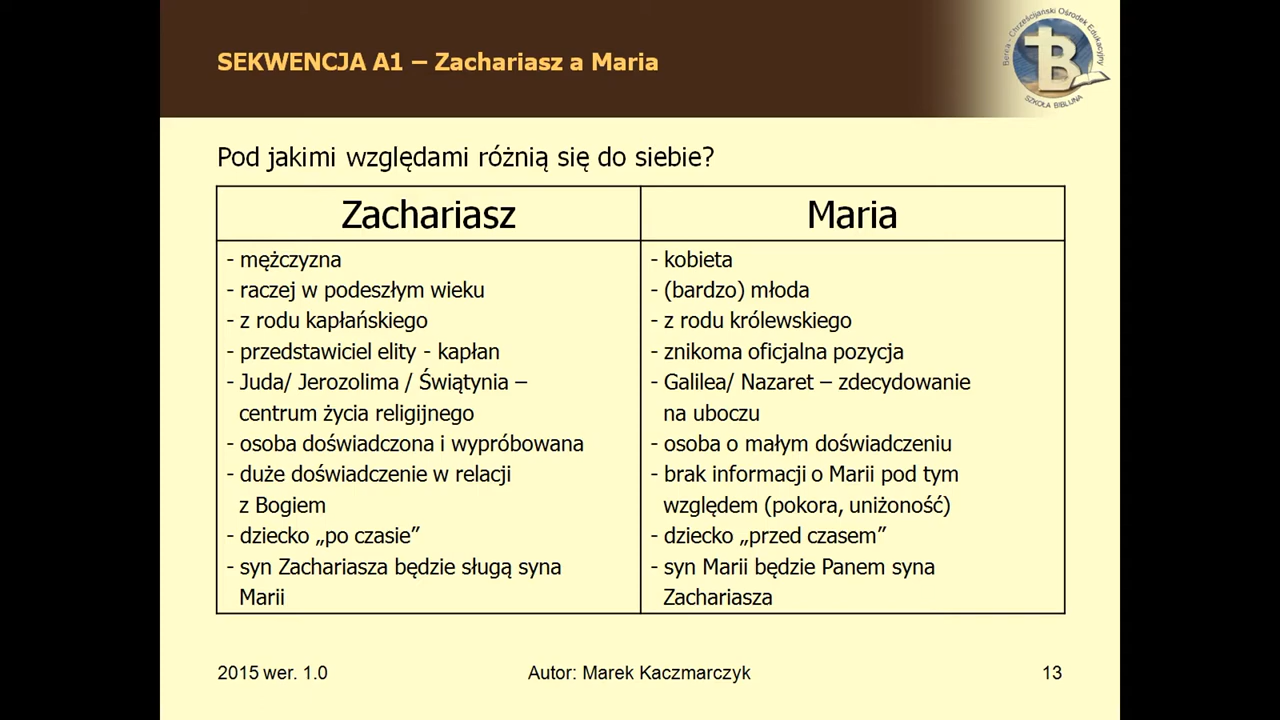 SEKWENCJA A1 – Zachariasz a Maria
Berea - Chrześcijański Ośrodek Edukacyjny
SZKOŁA BIBLIJNA
Pod jakimi względami różnią się do siebie?
Zachariasz
- mężczyzna
- raczej w podeszłym wieku
- z rodu kapłańskiego
- przedstawiciel elity - kapłan
- Juda/ Jerozolima / Świątynia –
centrum życia religijnego
- osoba doświadczona i wypróbowana
- duże doświadczenie w relacji
z Bogiem
- dziecko „po czasie”
- syn Zachariasza będzie sługą syna
Marii
Maria
- kobieta
- (bardzo) młoda
- z rodu królewskiego
- znikoma oficjalna pozycja
- Galilea/ Nazaret – zdecydowanie
na uboczu
- osoba o małym doświadczeniu
- brak informacji o Marii pod tym
względem (pokora, uniżoność)
- dziecko „przed czasem”
- syn Marii będzie Panem syna
Zachariasza
2015 wer. 1.0
Autor: Marek Kaczmarczyk
13